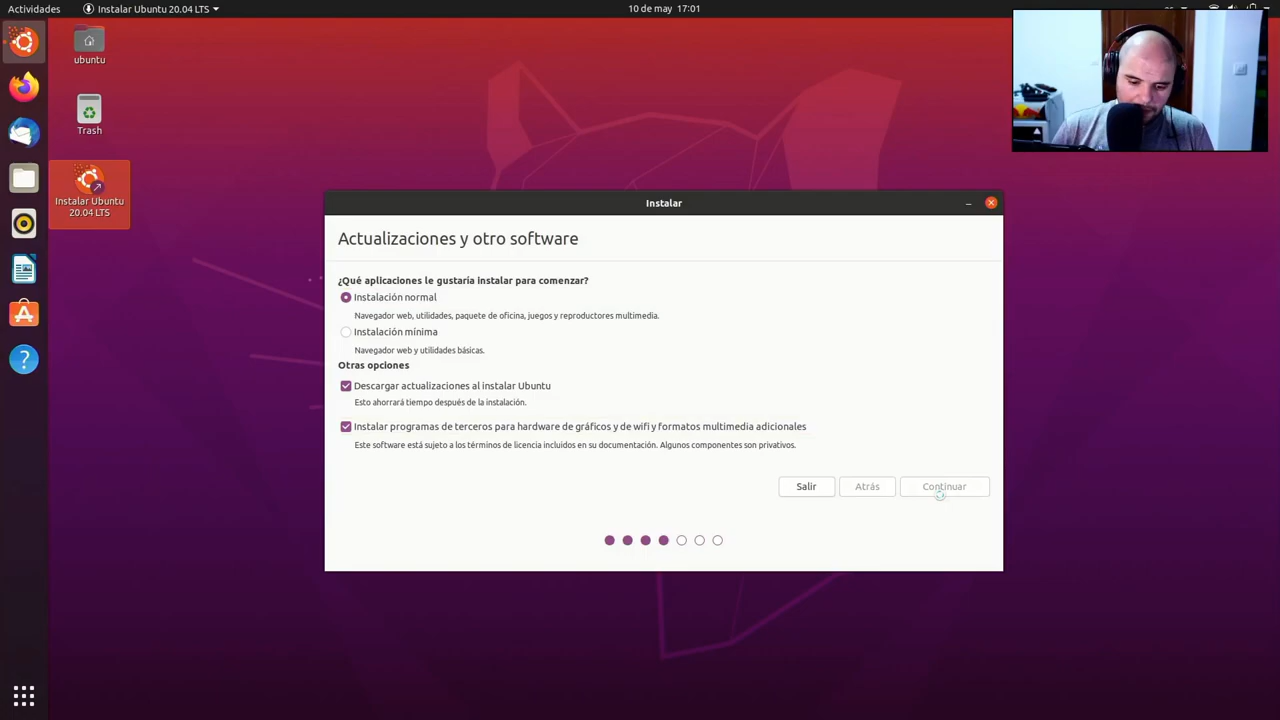 Actividades
Instalar Ubuntu 20.04 LTS
10 de may 17:01
ubuntu
Trash
Instalar Ubuntu
20.04 LTS
Instalar
Actualizaciones y otro software
¿Qué aplicaciones le gustaría instalar para comenzar?
Instalación normal
Navegador web, utilidades, paquete de oficina, juegos y reproductores multimedia.
Instalación mínima
Navegador web y utilidades básicas.
Otras opciones
Descargar actualizaciones al instalar Ubuntu
Esto ahorrará tiempo después de la instalación.
Instalar programas de terceros para hardware de gráficos y de wifi y formatos multimedia adicionales
Este software está sujeto a los términos de licencia incluidos en su documentación. Algunos componentes son privativos.
Salir
Atrás
Continuar